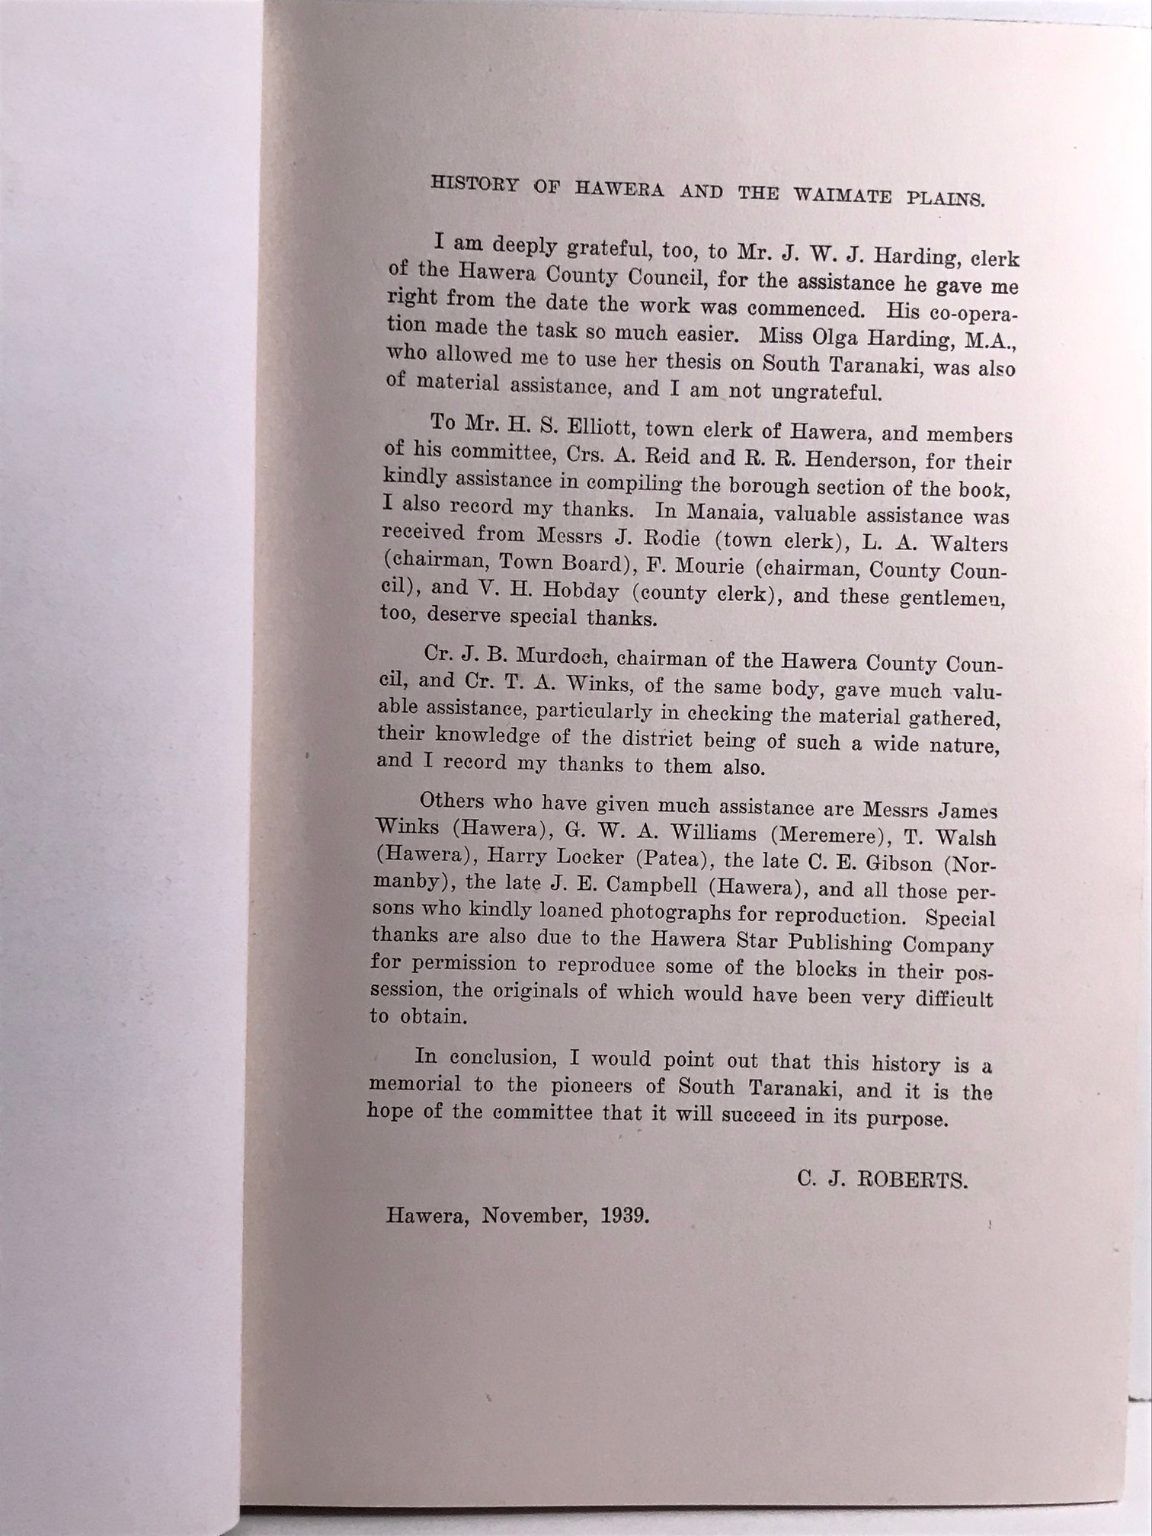 HISTORY OF HAWERA AND THE WAIMATE PLAINS.
I am deeply grateful, too, to Mr. J. W. J. Harding, clerk
of the Hawera County Council, for the assistance he gave me
right from the date the work was commenced. His co-opera-
tion made the task so much easier. Miss Olga Harding, M.A.,
who allowed me to use her thesis on South Taranaki, was also
of material assistance, and I am not ungrateful.
To Mr. H. S. Elliott, town clerk of Hawera, and members
of his committee, Crs. A. Reid and R. R. Henderson, for their
kindly assistance in compiling the borough section of the book,
I also record my thanks. In Manaia, valuable assistance was
received from Messrs J. Rodie (town clerk), L. A. Walters
(chairman, Town Board), F. Mourie (chairman, County Coun-
cil), and V. H. Hobday (county clerk), and these gentlemen,
too, deserve special thanks.
Cr. J. B. Murdoch, chairman of the Hawera County Coun-
cil, and Cr. T. A. Winks, of the same body, gave much valu-
able assistance, particularly in checking the material gathered,
their knowledge of the district being of such a wide nature,
and I record my thanks to them also.
Others who have given much assistance are Messrs James
Winks (Hawera), G. W. A. Williams (Meremere), T. Walsh
(Hawera), Harry Locker (Patea), the late C. E. Gibson (Nor-
manby), the late J. E. Campbell (Hawera), and all those per-
sons who kindly loaned photographs for reproduction. Special
thanks are also due to the Hawera Star Publishing Company
for permission to reproduce some of the blocks in their pos-
session, the originals of which would have been very difficult
to obtain.
In conclusion, I would point out that this history is a
memorial to the pioneers of South Taranaki, and it is the
hope of the committee that it will succeed in its purpose.
C. J. ROBERTS.
Hawera, November, 1939.